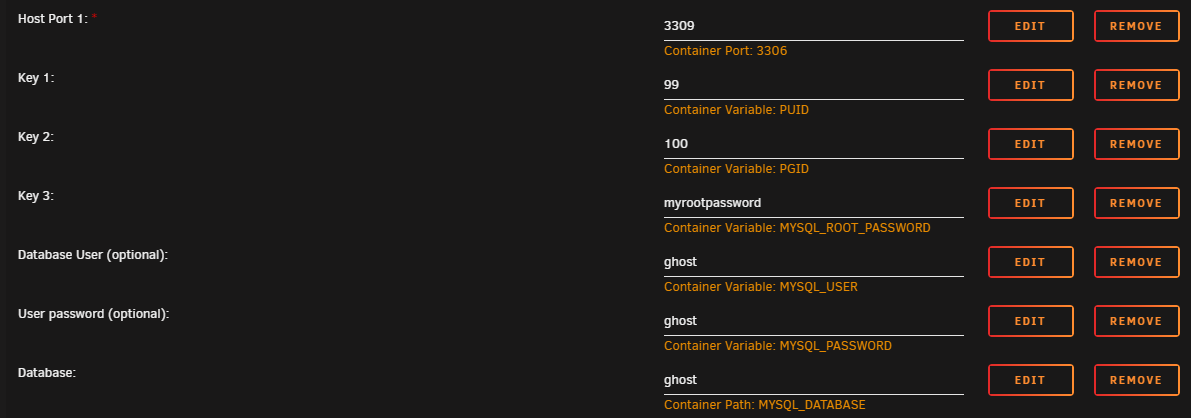 Host Port 1: *
3309
EDIT
REMOVE
Container Port: 3306
Key 1:
99
EDIT
REMOVE
Container Variable: PUID
Key 2:
100
EDIT
REMOVE
Container Variable: PGID
Key 3:
myrootpassword
EDIT
REMOVE
Container Variable: MYSQL_ROOT_PASSWORD
Database User (optional):
ghost
EDIT
REMOVE
Container Variable: MYSQL_USER
User password (optional):
ghost
EDIT
REMOVE
Container Variable: MYSQL_PASSWORD
Database:
ghost
EDIT
REMOVE
Container Path: MYSQL_DATABASE